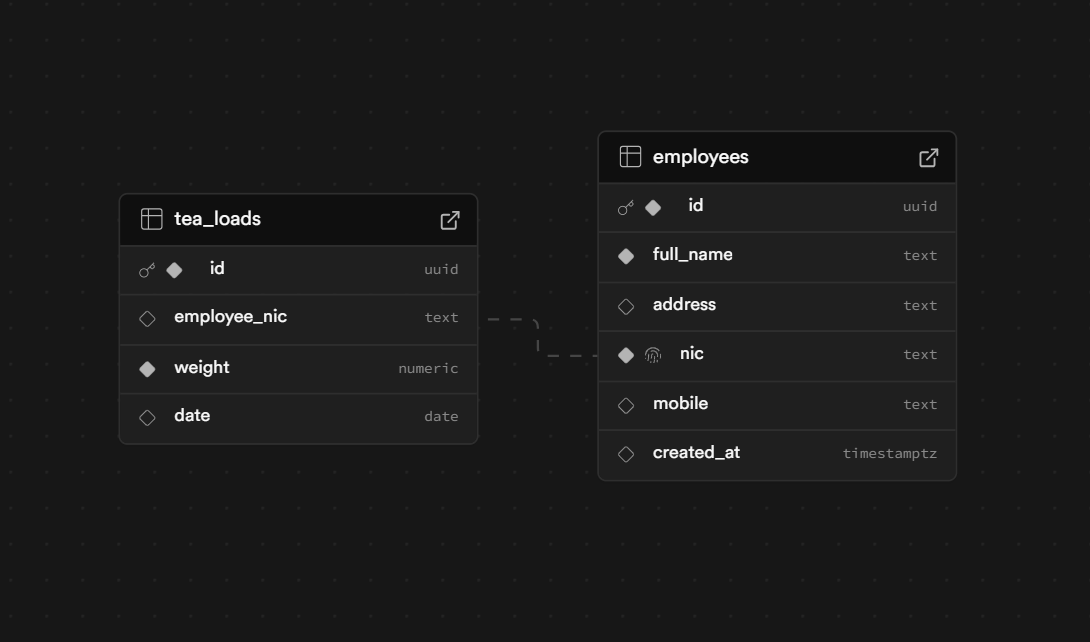 tea_loads
id uuid
employee_nic text
weight numeric
date date
employees
id uuid
full_name text
address text
nic text
mobile text
created_at timestamptz